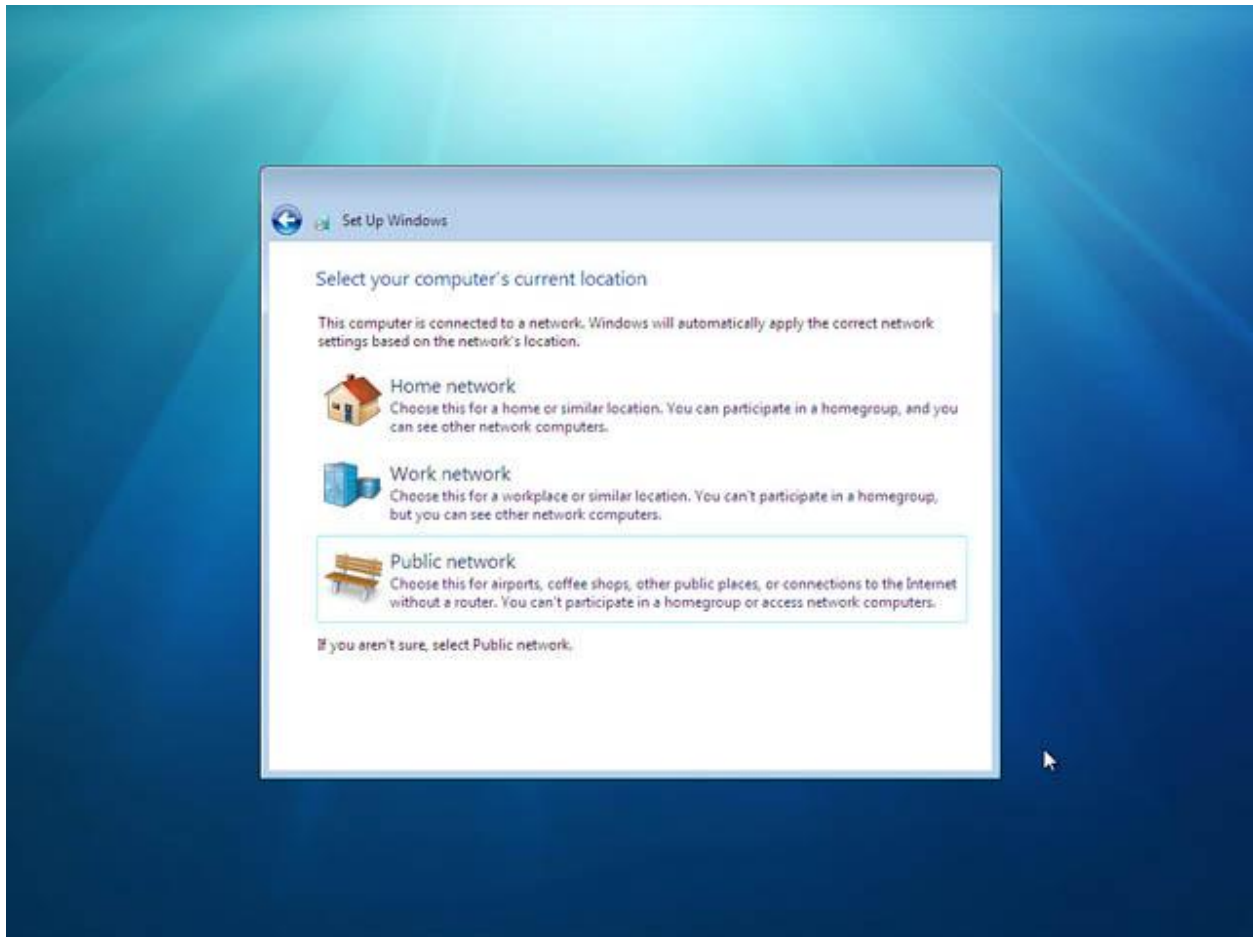 Set Up Windows
Select your computer's current location
This computer is connected to a network. Windows will automatically apply the correct network
settings based on the network's location.
Home network
Choose this for a home or similar location. You can participate in a homegroup, and you
can see other network computers.
Work network
Choose this for a workplace or similar location. You can't participate in a homegroup,
but you can see other network computers.
Public network
Choose this for airports, coffee shops, other public places, or connections to the Internet
without a router. You can't participate in a homegroup or access network computers.
If you aren't sure, select Public network.